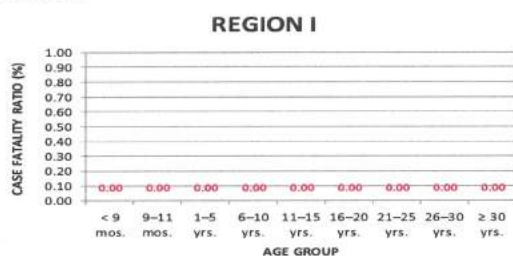 REGION I
CASE FATALITY RATIO (%)
1.00
0.90
0.80
0.70
0.60
0.50
0.40
0.30
0.20
0.10
0.00
0.00 0.00 0.00 0.00 0.00 0.00 0.00 0.00 0.00
< 9 9–11 1–5 6–10 11–15 16–20 21–25 26–30 ≥ 30
mos. mos. yrs. yrs. yrs. yrs. yrs. yrs. yrs.
AGE GROUP